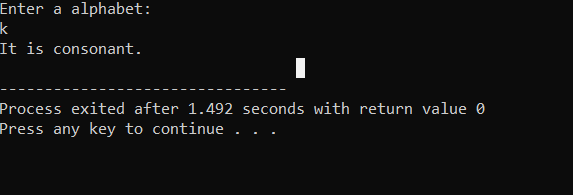 Enter a alphabet:
k
It is consonant.
--------------------------------
Process exited after 1.492 seconds with return value 0
Press any key to continue . . .